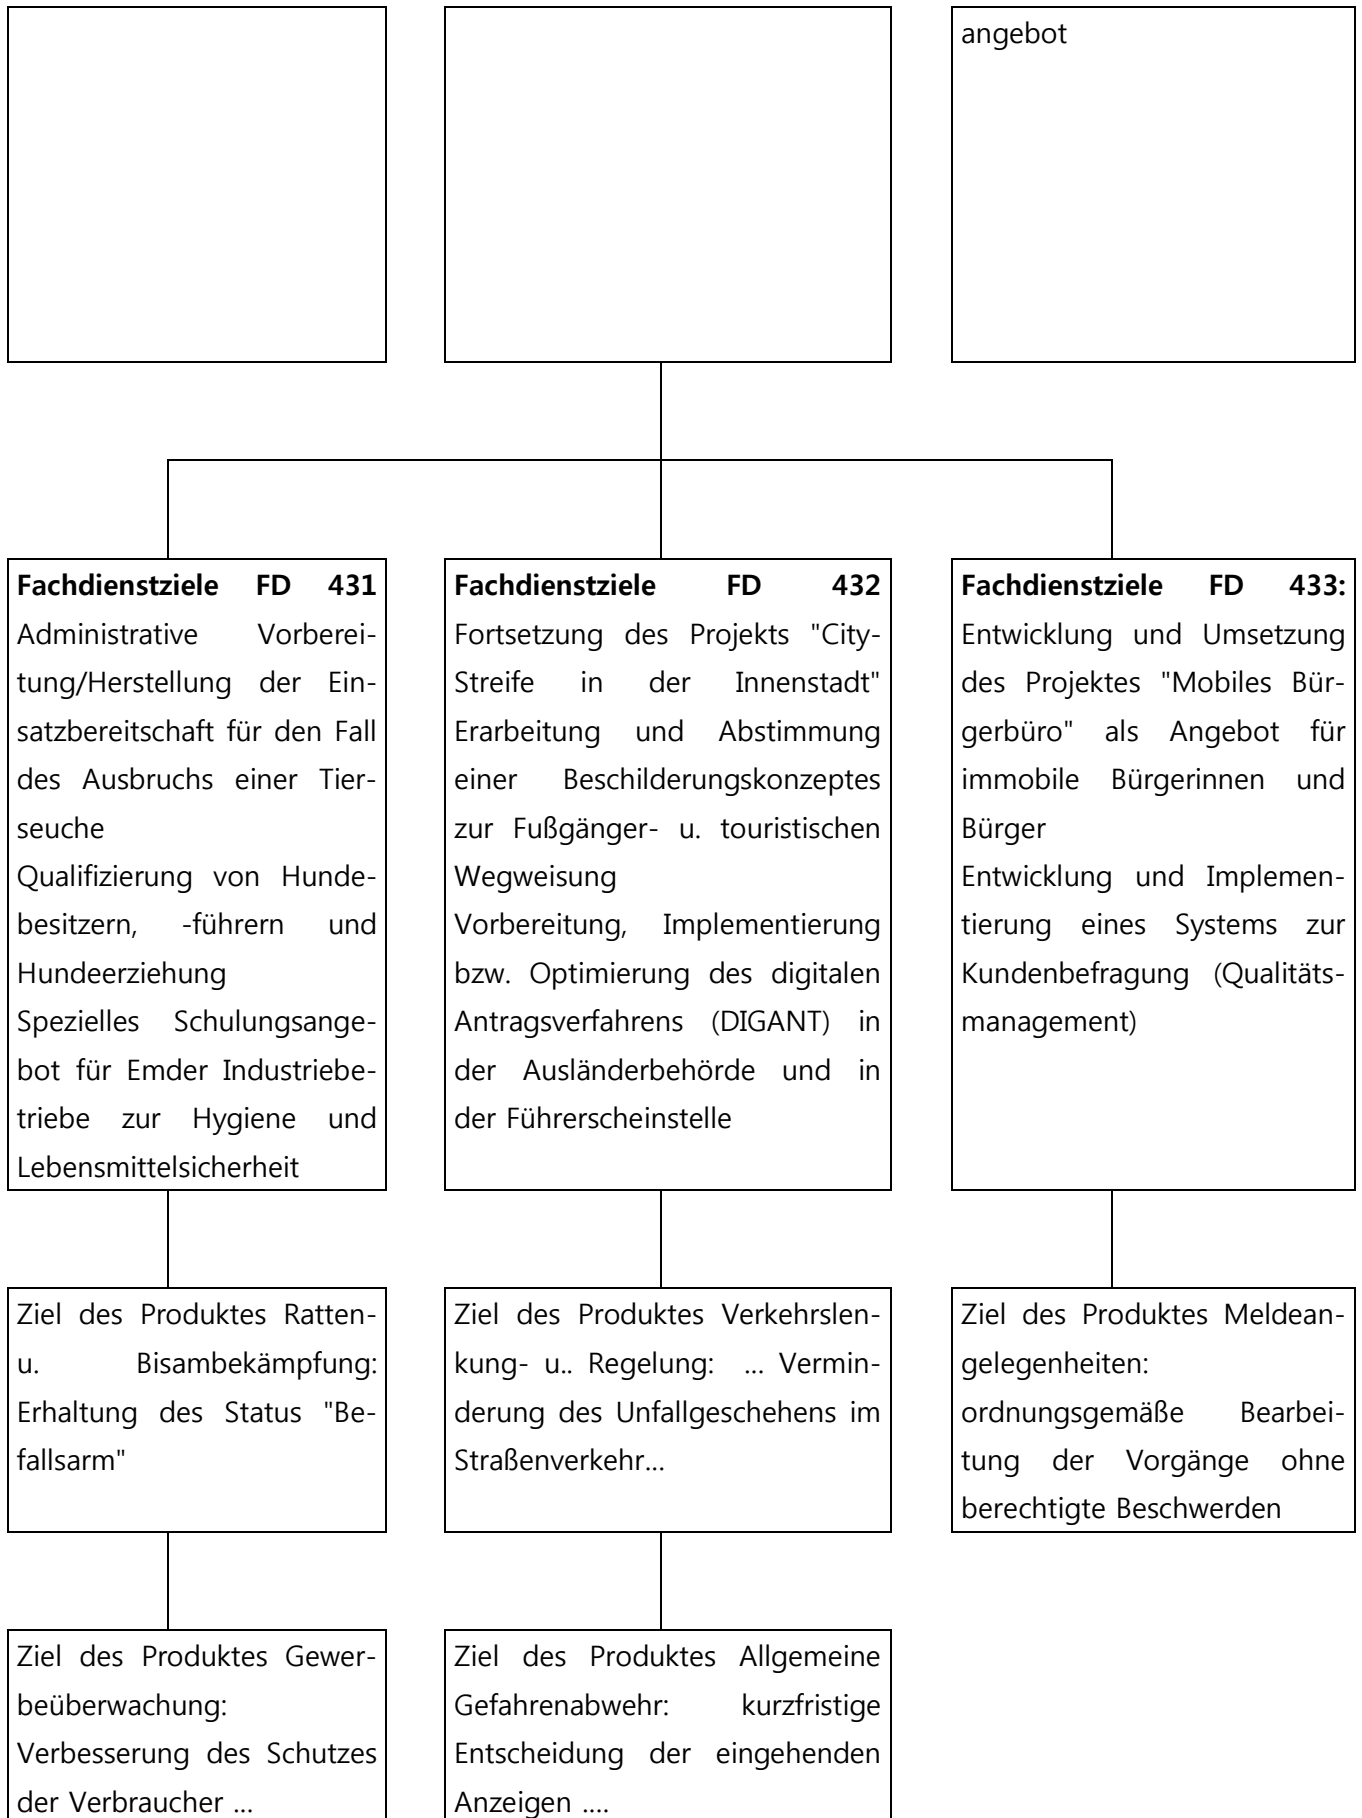 angebot
Fachdienstziele FD 431
Administrative Vorberei-
tung/Herstellung der Ein-
satzbereitschaft für den Fall
des Ausbruchs einer Tier-
seuche
Qualifizierung von Hunde-
besitzern, -führern und
Hundeerziehung
Spezielles Schulungsange-
bot für Emder Industriebe-
triebe zur Hygiene und
Lebensmittelsicherheit
Fachdienstziele FD 432
Fortsetzung des Projekts "City-
Streife in der Innenstadt"
Erarbeitung und Abstimmung
einer Beschilderungskonzeptes
zur Fußgänger- u. touristischen
Wegweisung
Vorbereitung, Implementierung
bzw. Optimierung des digitalen
Antragsverfahrens (DIGANT) in
der Ausländerbehörde und in
der Führerscheinstelle
Fachdienstziele FD 433:
Entwicklung und Umsetzung
des Projektes "Mobiles Bür-
gerbüro" als Angebot für
immobile Bürgerinnen und
Bürger
Entwicklung und Implemen-
tierung eines Systems zur
Kundenbefragung (Qualitäts-
management)
Ziel des Produktes Ratten-
u. Bisambekämpfung:
Erhaltung des Status "Be-
fallsarm"
Ziel des Produktes Verkehrslen-
kung- u.. Regelung: ... Vermin-
derung des Unfallgeschehens im
Straßenverkehr...
Ziel des Produktes Meldean-
gelegenheiten:
ordnungsgemäße Bearbei-
tung der Vorgänge ohne
berechtigte Beschwerden
Ziel des Produktes Gewer-
beüberwachung:
Verbesserung des Schutzes
der Verbraucher ...
Ziel des Produktes Allgemeine
Gefahrenabwehr: kurzfristige
Entscheidung der eingehenden
Anzeigen ....